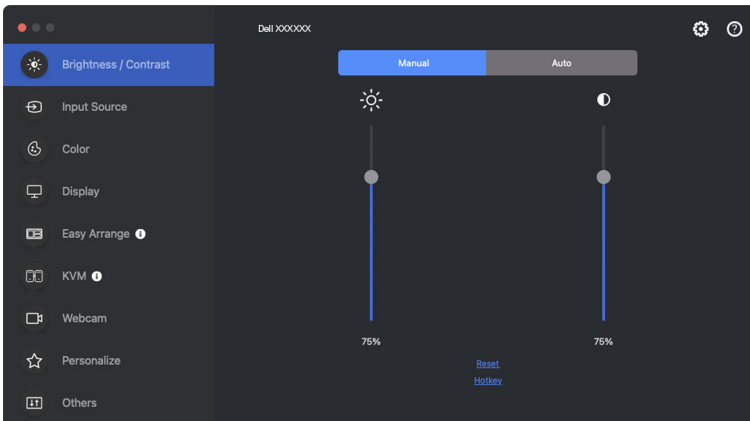 Dell XXXXXX
Brightness / Contrast
Input Source
Color
Display
Easy Arrange
KVM
Webcam
Personalize
Others
Manual
Auto
75%
75%
Reset
Hotkey